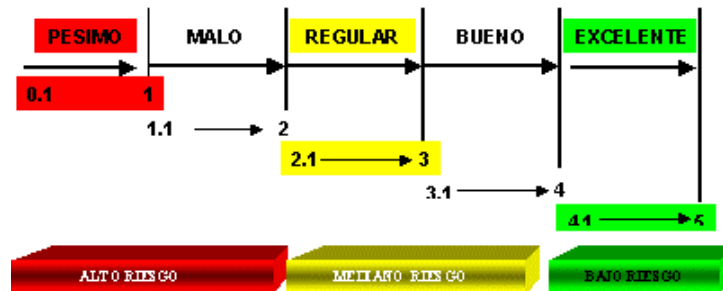 PESIMO MALO REGULAR BUENO EXCELENTE
0.1 1
1.1 2
2.1 3
3.1 4
4.1 5
ALTO RIESGO MEDIANO RIESGO BAJO RIESGO